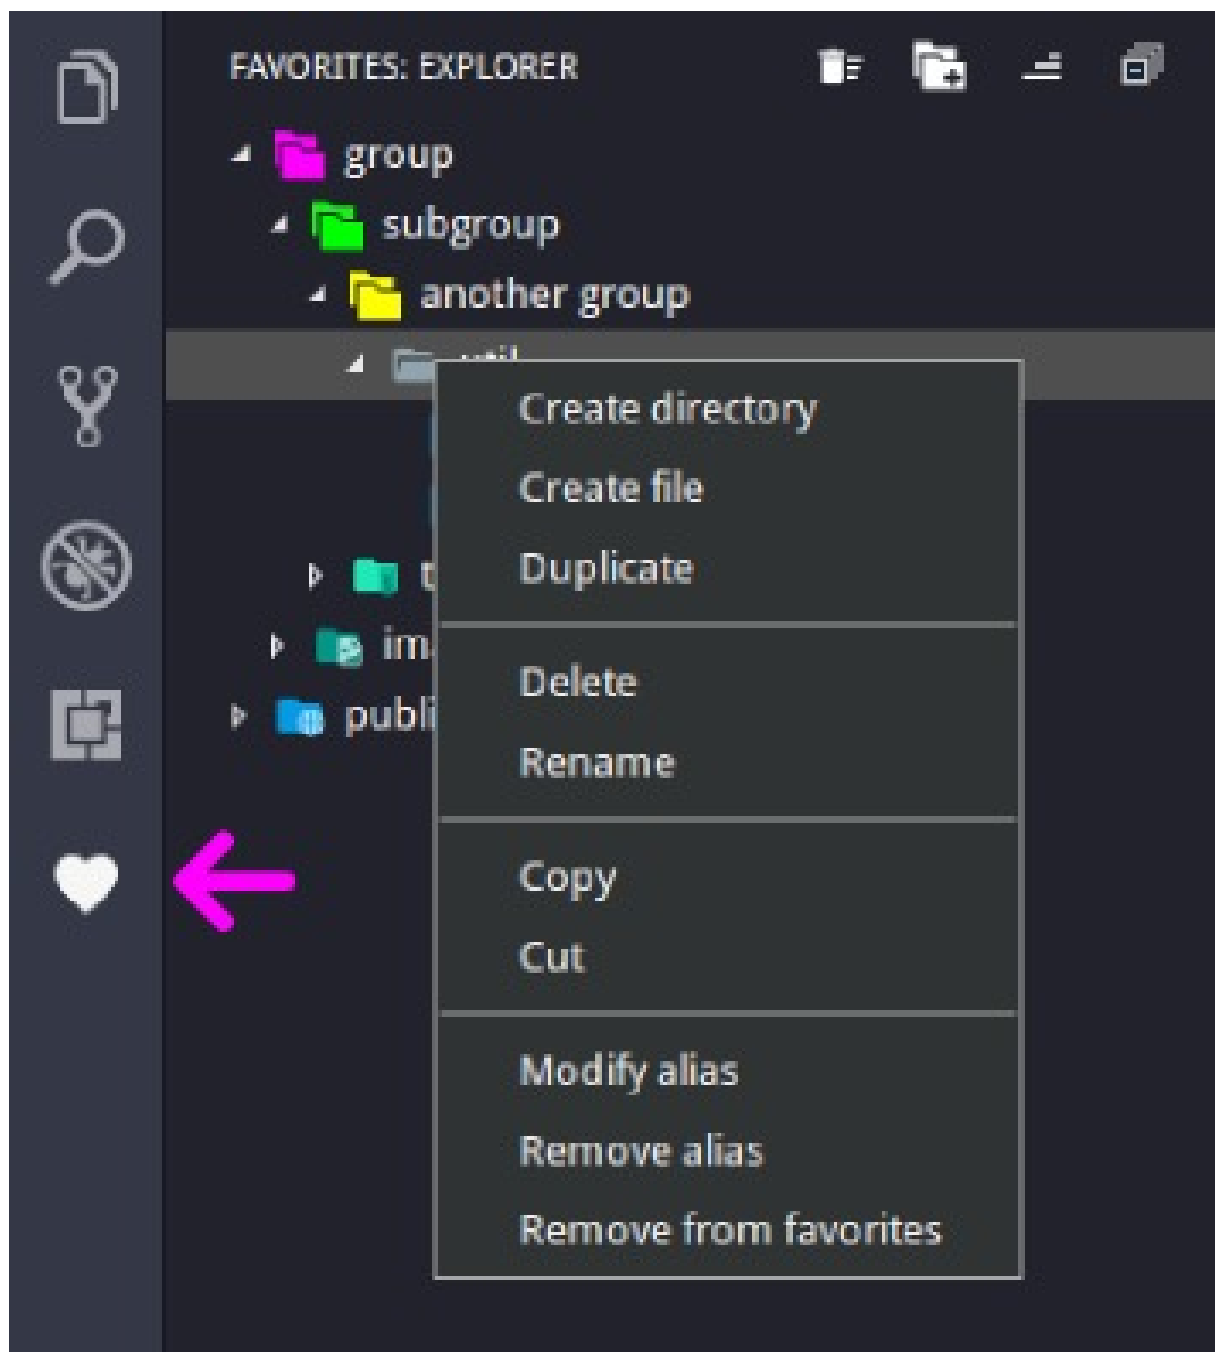 FAVORITES: EXPLORER
group
subgroup
another group
util
Create directory
Create file
Duplicate
Delete
Rename
Copy
Cut
Modify alias
Remove alias
Remove from favorites